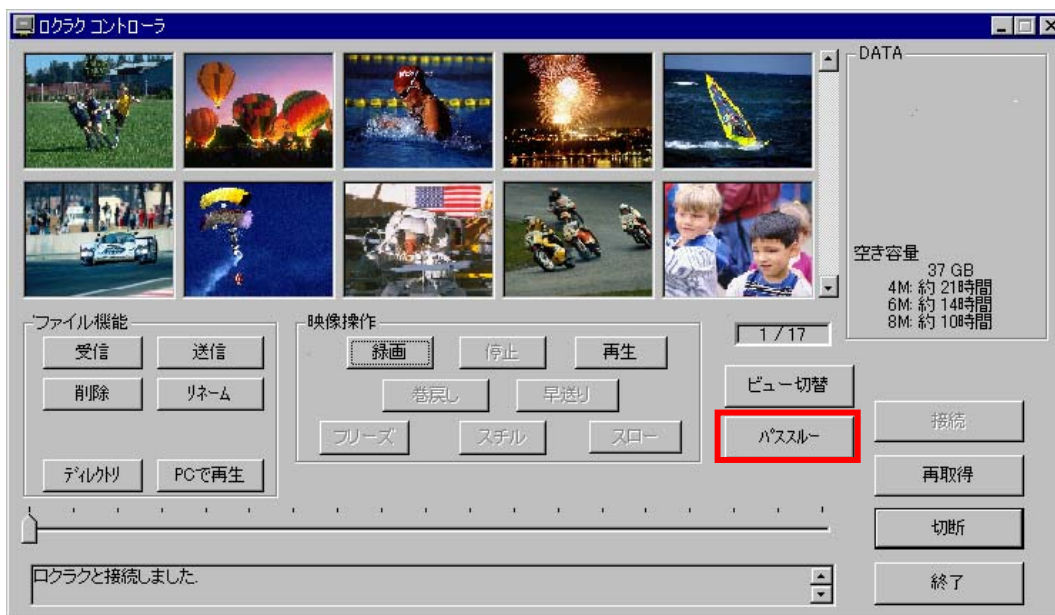 ロクラク コントローラ
DATA
空き容量
37 GB
4M: 約 21時間
6M: 約 14時間
8M: 約 10時間
ファイル機能
受信
送信
削除
リネーム
ディレクトリ
PCで再生
映像操作
録画
停止
再生
巻戻し
早送り
フリーズ
スチル
スロー
1 / 17
ビュー切替
パススルー
接続
再取得
切断
終了
ロクラクと接続しました.